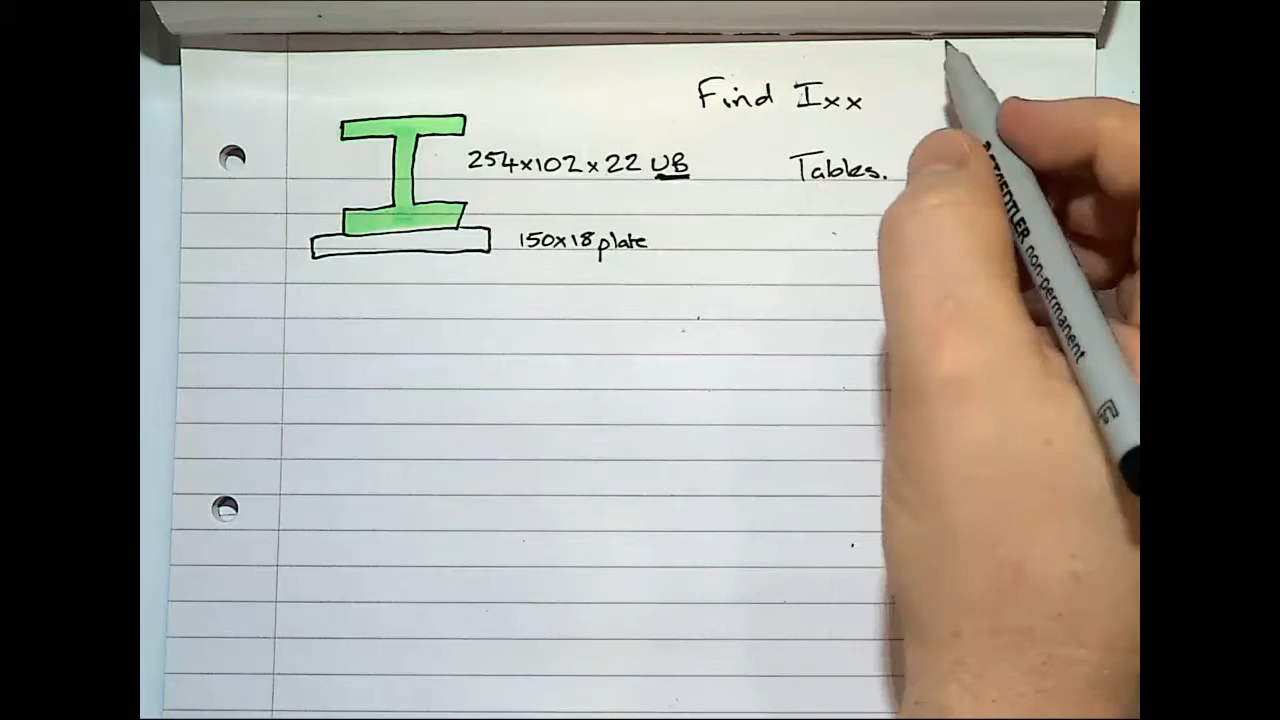 Find Ixx
254x102x22 UB
Tables.
150x18 plate
STAEDTLER non-permanent
F